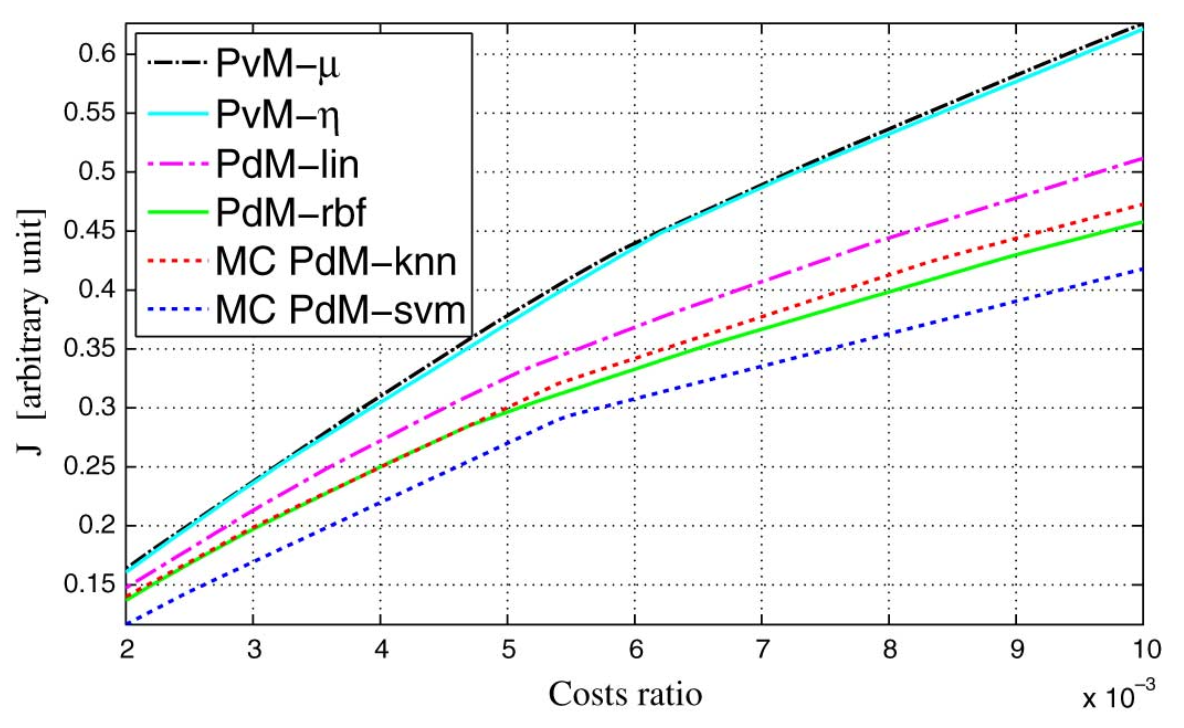 0.6
0.55
0.5
0.45
0.4
0.35
0.3
0.25
0.2
0.15
J [arbitrary unit]
PvM–μ
PvM–η
PdM–lin
PdM–rbf
MC PdM–knn
MC PdM–svm
2 3 4 5 6 7 8 9 10
Costs ratio
x 10⁻³